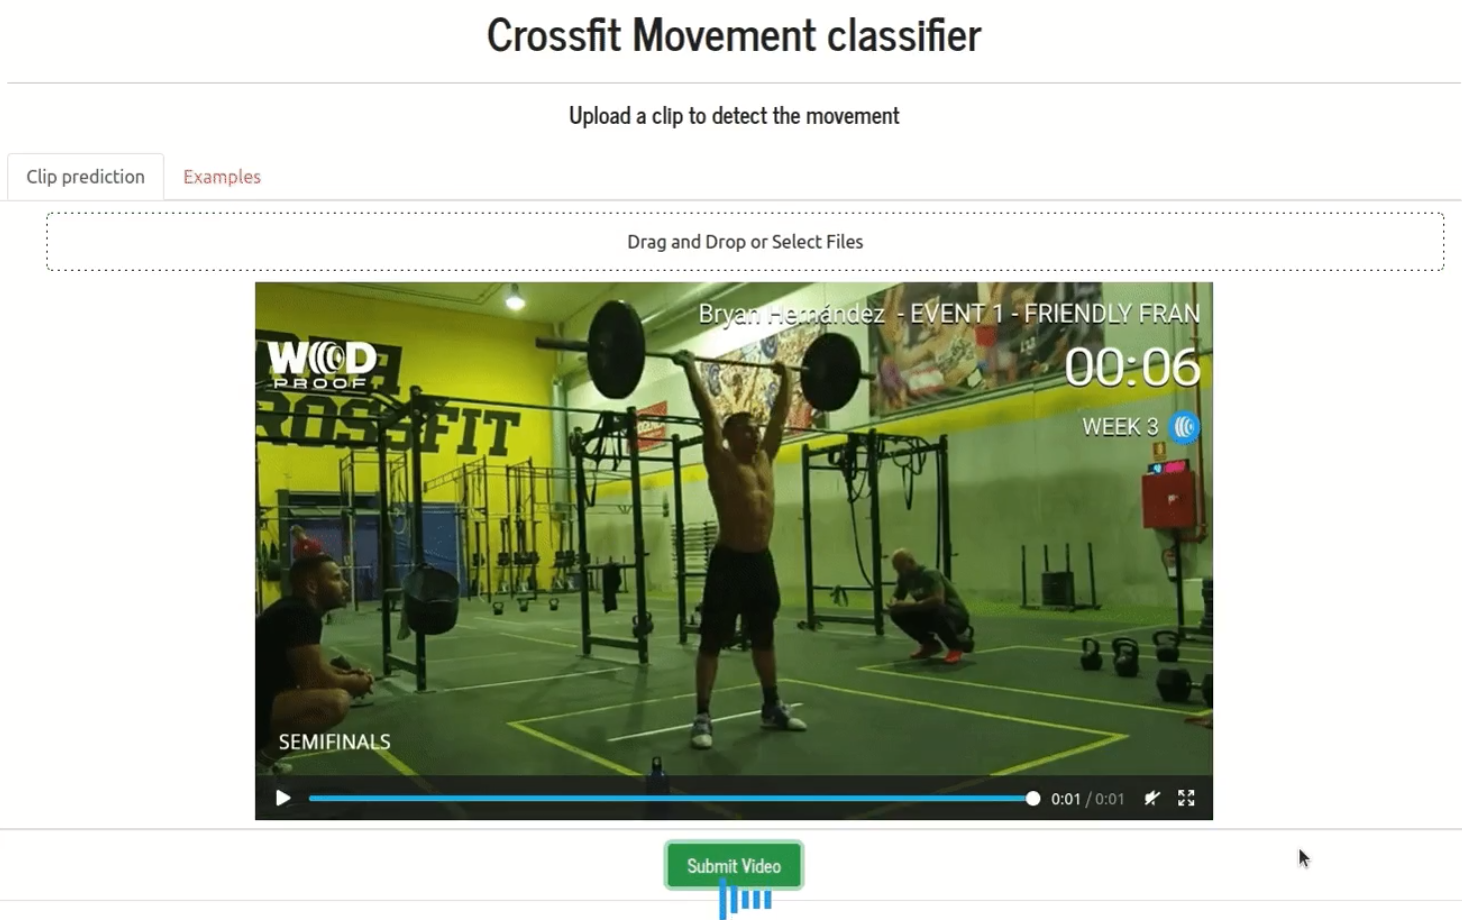 Crossfit Movement classifier
Upload a clip to detect the movement
Clip prediction
Examples
Drag and Drop or Select Files
Bryan Hernández - EVENT 1 - FRIENDLY FRAN
WOD
PROOF
00:06
WEEK 3
ROSSFIT
SEMIFINALS
0:01 / 0:01
Submit Video